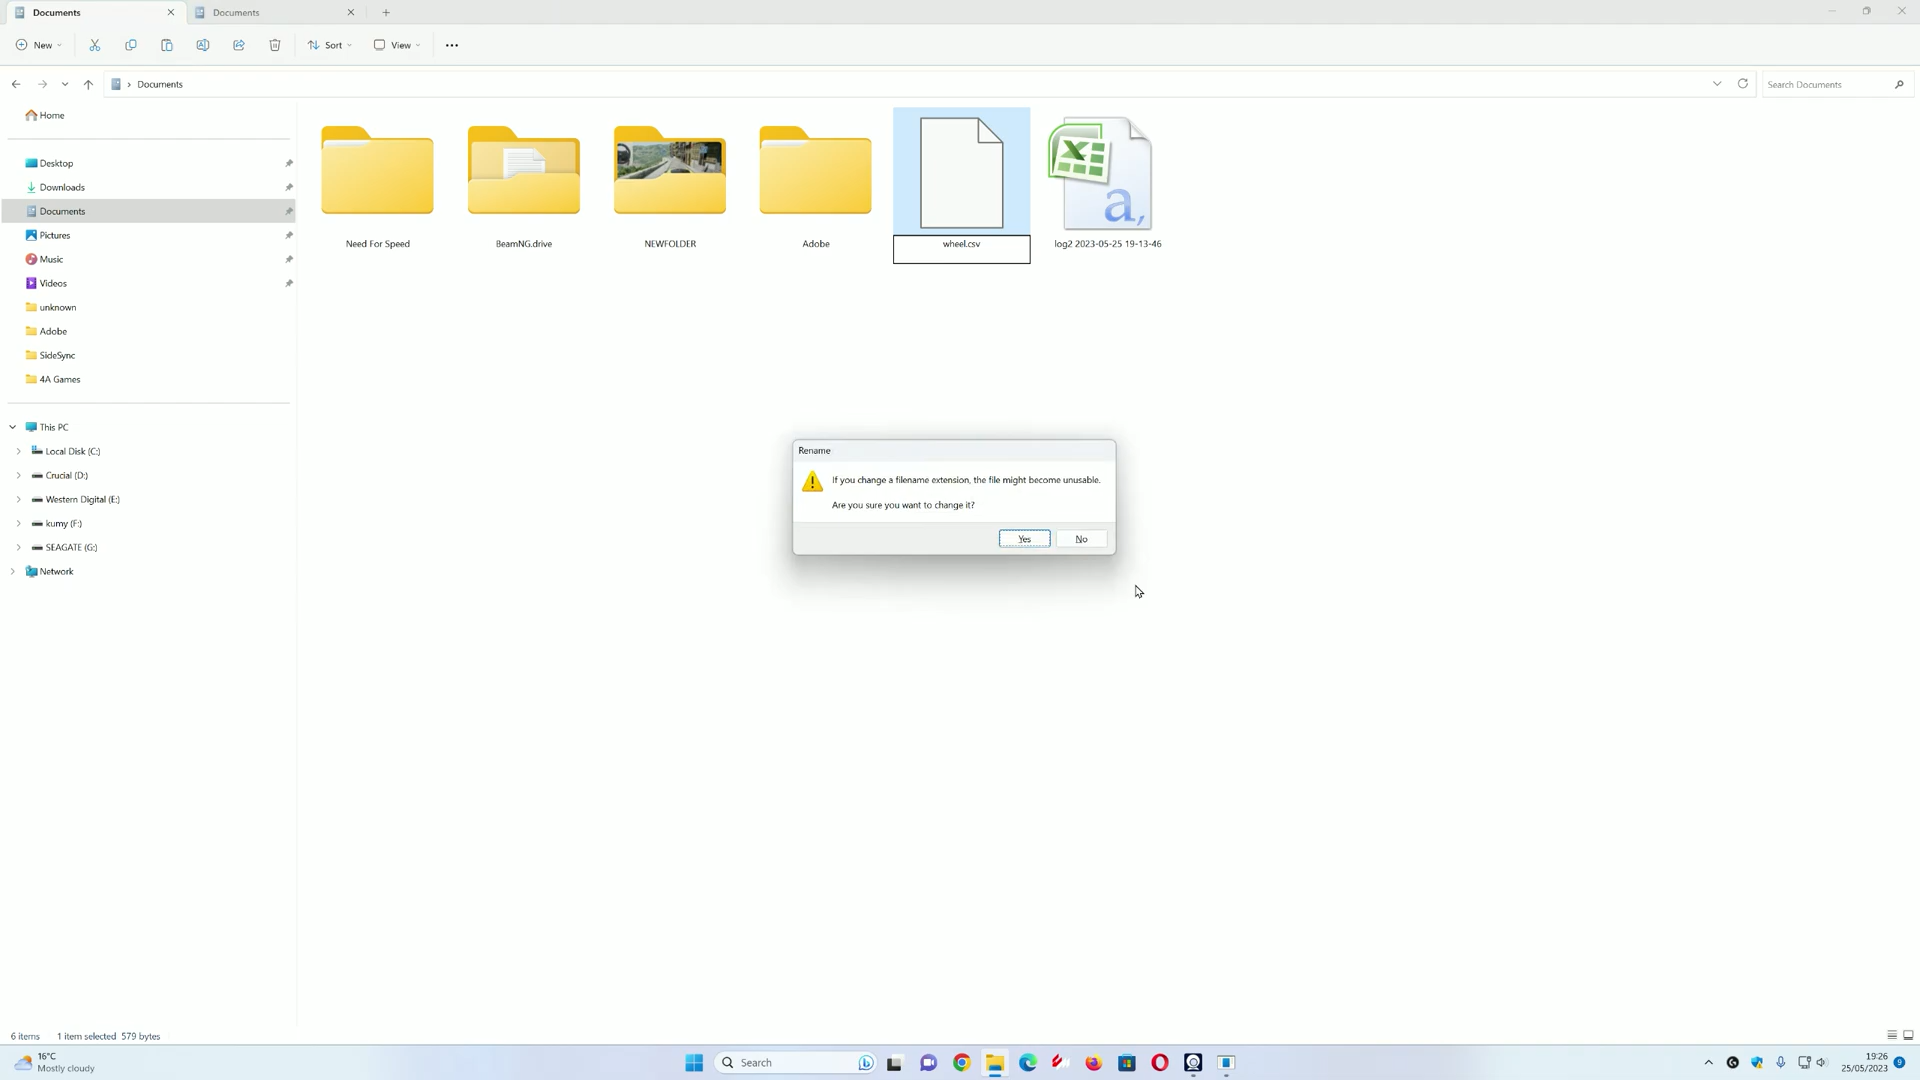 Documents
Documents
New
Sort
View
Documents
Search Documents
Home
Desktop
Downloads
Documents
Pictures
Music
Videos
unknown
Adobe
SideSync
4A Games
This PC
Local Disk (C:)
Crucial (D:)
Western Digital (E:)
kumy (F:)
SEAGATE (G:)
Network
Need For Speed
BeamNG.drive
NEWFOLDER
Adobe
wheel.csv
log2 2023-05-25 19-13-46
Rename
If you change a filename extension, the file might become unusable.
Are you sure you want to change it?
Yes
No
6 items
1 item selected 579 bytes
16°C
Mostly cloudy
Search
19:26
25/05/2023
9